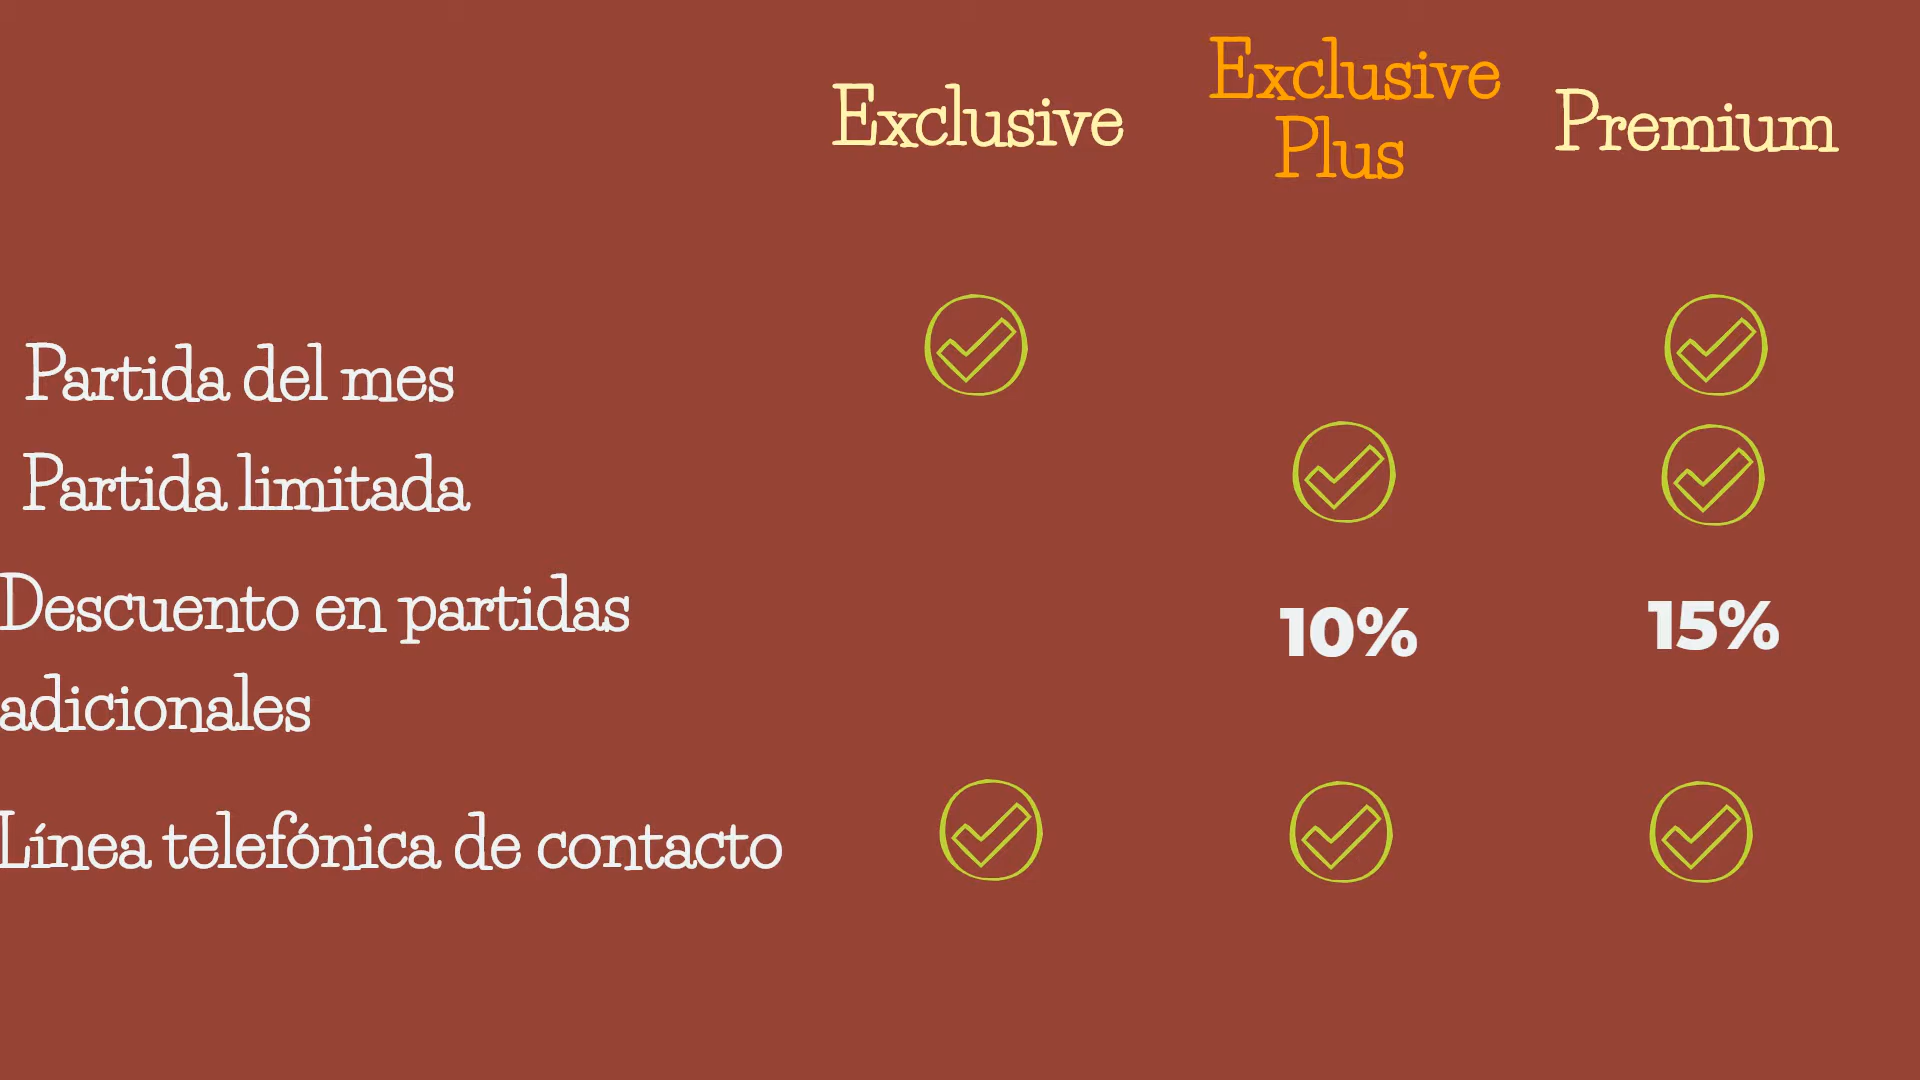 Exclusive
Exclusive
Plus
Premium
Partida del mes
Partida limitada
Descuento en partidas
adicionales
10%
15%
Línea telefónica de contacto